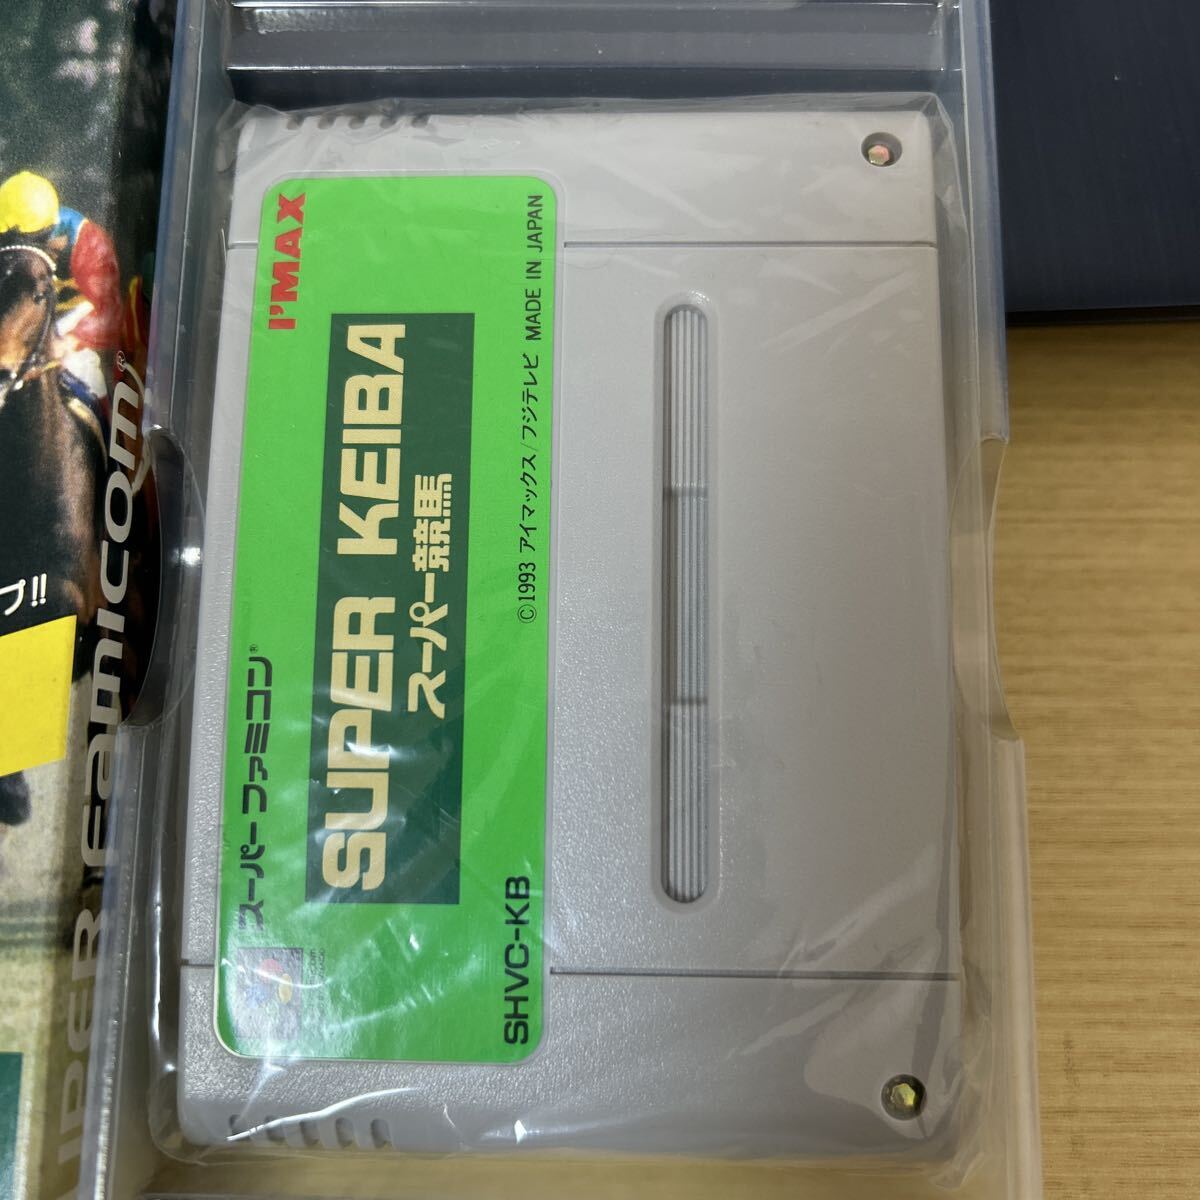 スーパーファミコン®
I'MAX
SUPER KEIBA
スーパー競馬
SHVC-KB
©1993 アイマックス/フジテレビ MADE IN JAPAN
SUPER Famicom®
プ!!